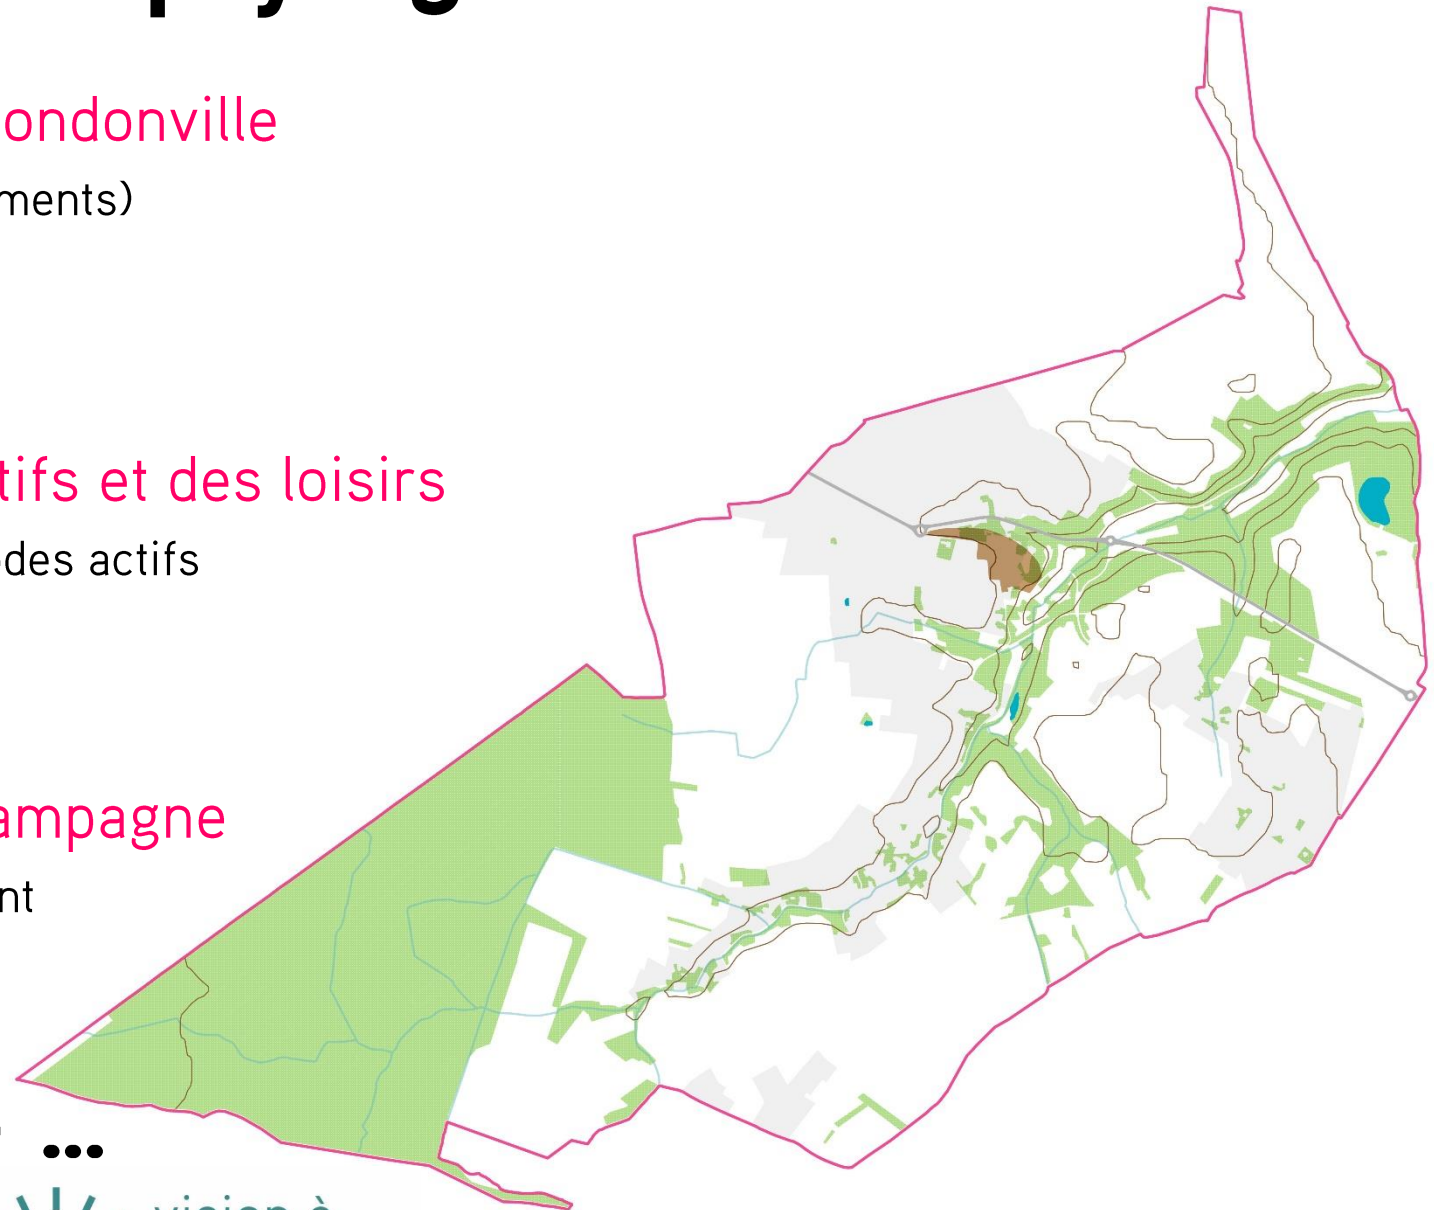 ondonville
ments)
tifs et des loisirs
des actifs
ampagne
nt
...
vision à